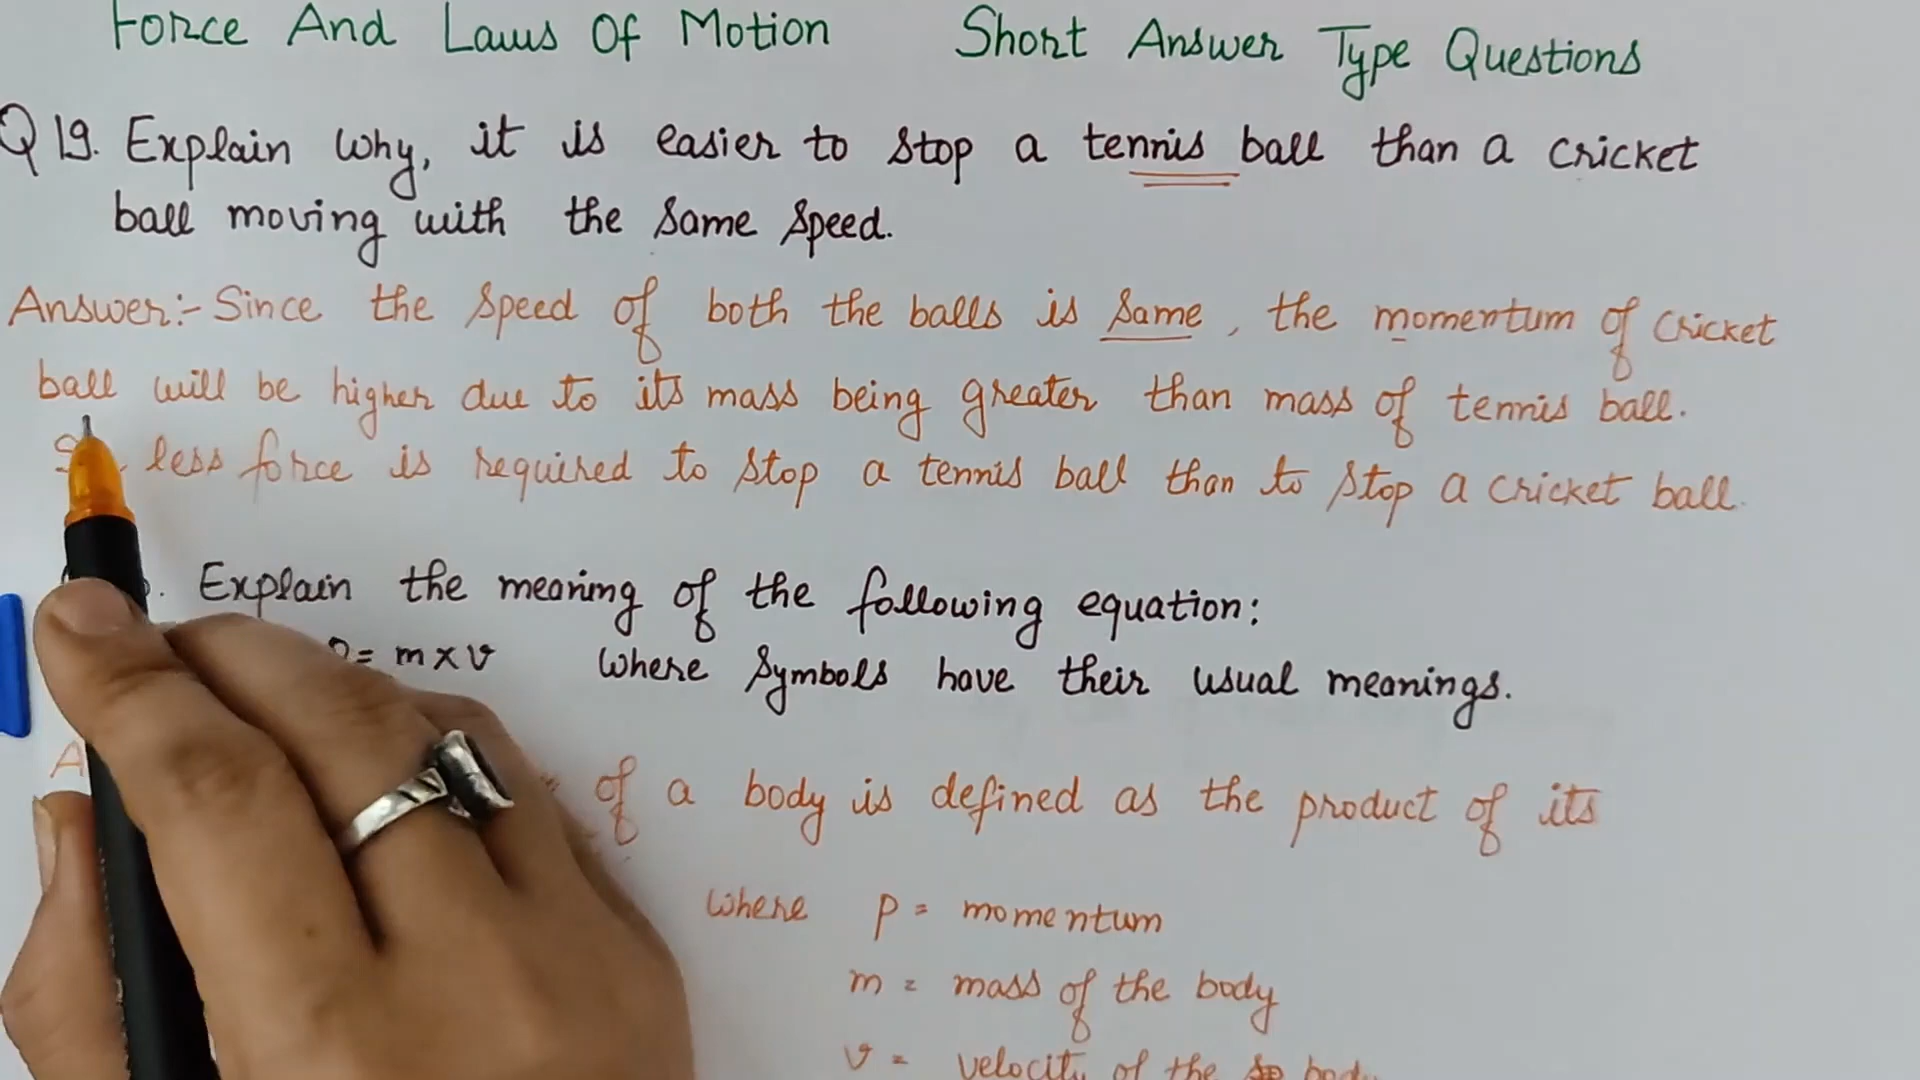 Force And Laws Of Motion Short Answer Type Questions
Q 19. Explain why, it is easier to stop a tennis ball than a cricket
ball moving with the same speed.
Answer:- Since the speed of both the balls is same, the momentum of cricket
ball will be higher due to its mass being greater than mass of tennis ball.
less force is required to stop a tennis ball than to stop a cricket ball.
Explain the meaning of the following equation:
= m x v where symbols have their usual meanings.
of a body is defined as the product of its
where p = momentum
m = mass of the body
v = velocity of the body